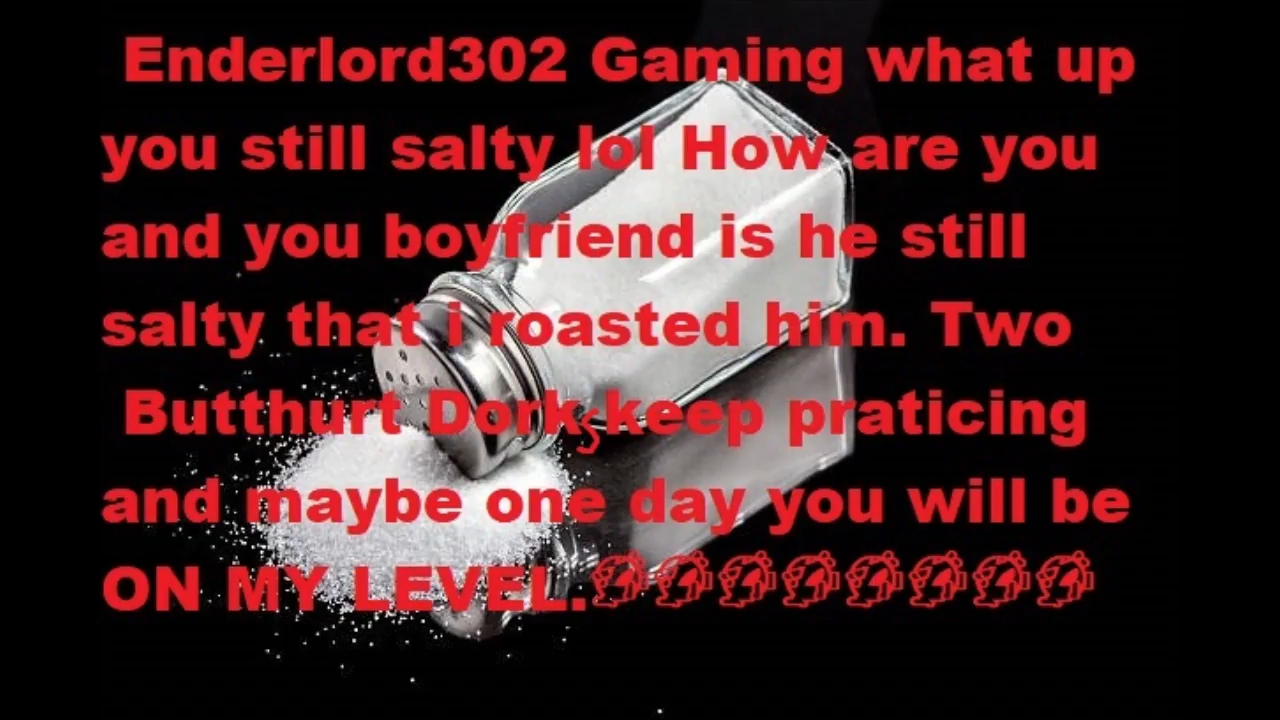 Enderlord302 Gaming what up
you still salty lol How are you
and you boyfriend is he still
salty that i roasted him. Two
Butthurt Dork s keep praticing
and maybe one day you will be
ON MY LEVEL.